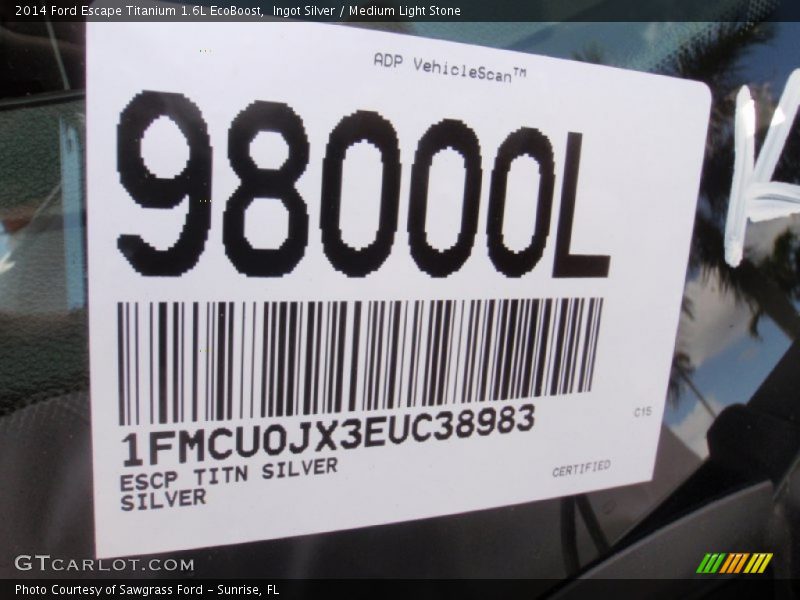 2014 Ford Escape Titanium 1.6L EcoBoost,  Ingot Silver / Medium Light Stone
ADP VehicleScan™
98000L
1FMCU0JX3EUC38983
ESCP TITN SILVER
SILVER
C15
CERTIFIED
GTCARLOT.COM
Photo Courtesy of Sawgrass Ford - Sunrise, FL